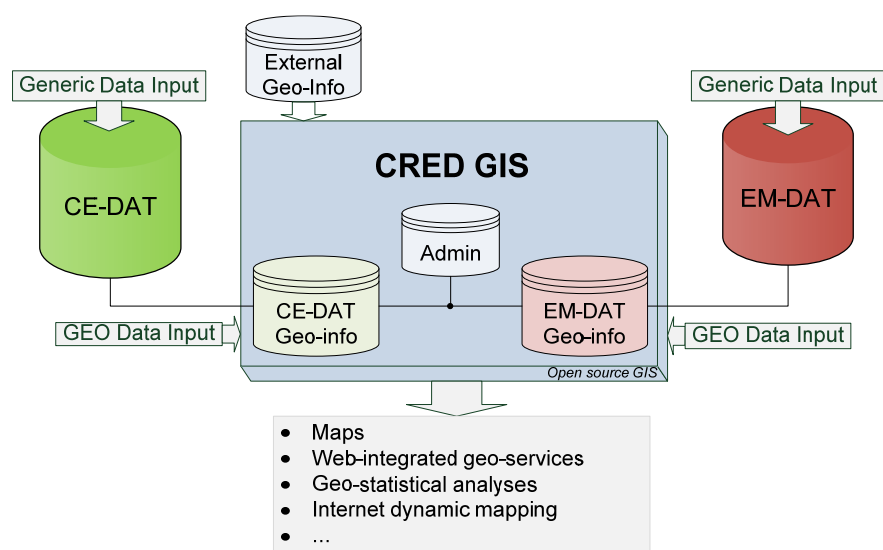 External
Geo-Info
Generic Data Input
Generic Data Input
CRED GIS
CE-DAT
EM-DAT
Admin
CE-DAT
Geo-info
EM-DAT
Geo-info
GEO Data Input
GEO Data Input
Open source GIS
• Maps
• Web-integrated geo-services
• Geo-statistical analyses
• Internet dynamic mapping
• ...